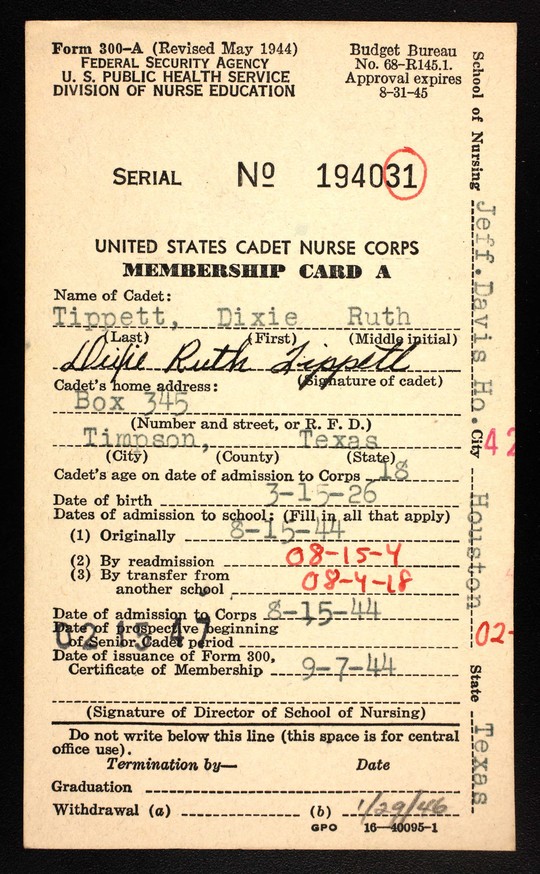 Form 300-A (Revised May 1944)
FEDERAL SECURITY AGENCY
U. S. PUBLIC HEALTH SERVICE
DIVISION OF NURSE EDUCATION
Budget Bureau
No. 68-R145.1.
Approval expires
8-31-45
SERIAL Nº 194031
UNITED STATES CADET NURSE CORPS
MEMBERSHIP CARD A
Name of Cadet:
Tippett, Dixie Ruth
(Last) (First) (Middle initial)
Dixie Ruth Tippett
Cadet's home address: (Signature of cadet)
Box 345
(Number and street, or R. F. D.)
Timpson, Texas
(City) (County) (State)
Cadet's age on date of admission to Corps 18
Date of birth 3-15-26
Dates of admission to school: (Fill in all that apply)
(1) Originally 8-15-44
(2) By readmission 08-15-4
(3) By transfer from 08-4-18
another school
Date of admission to Corps 8-15-44
Date of prospective beginning
of Senior Cadet period 02 15 47
Date of issuance of Form 300,
Certificate of Membership 9-7-44
(Signature of Director of School of Nursing)
Do not write below this line (this space is for central
office use).
Termination by— Date
Graduation
Withdrawal (a) (b) 1/29/46
GPO 16—40095-1
School of Nursing Jeff.Davis Ho. City Houston State Texas
42
02-